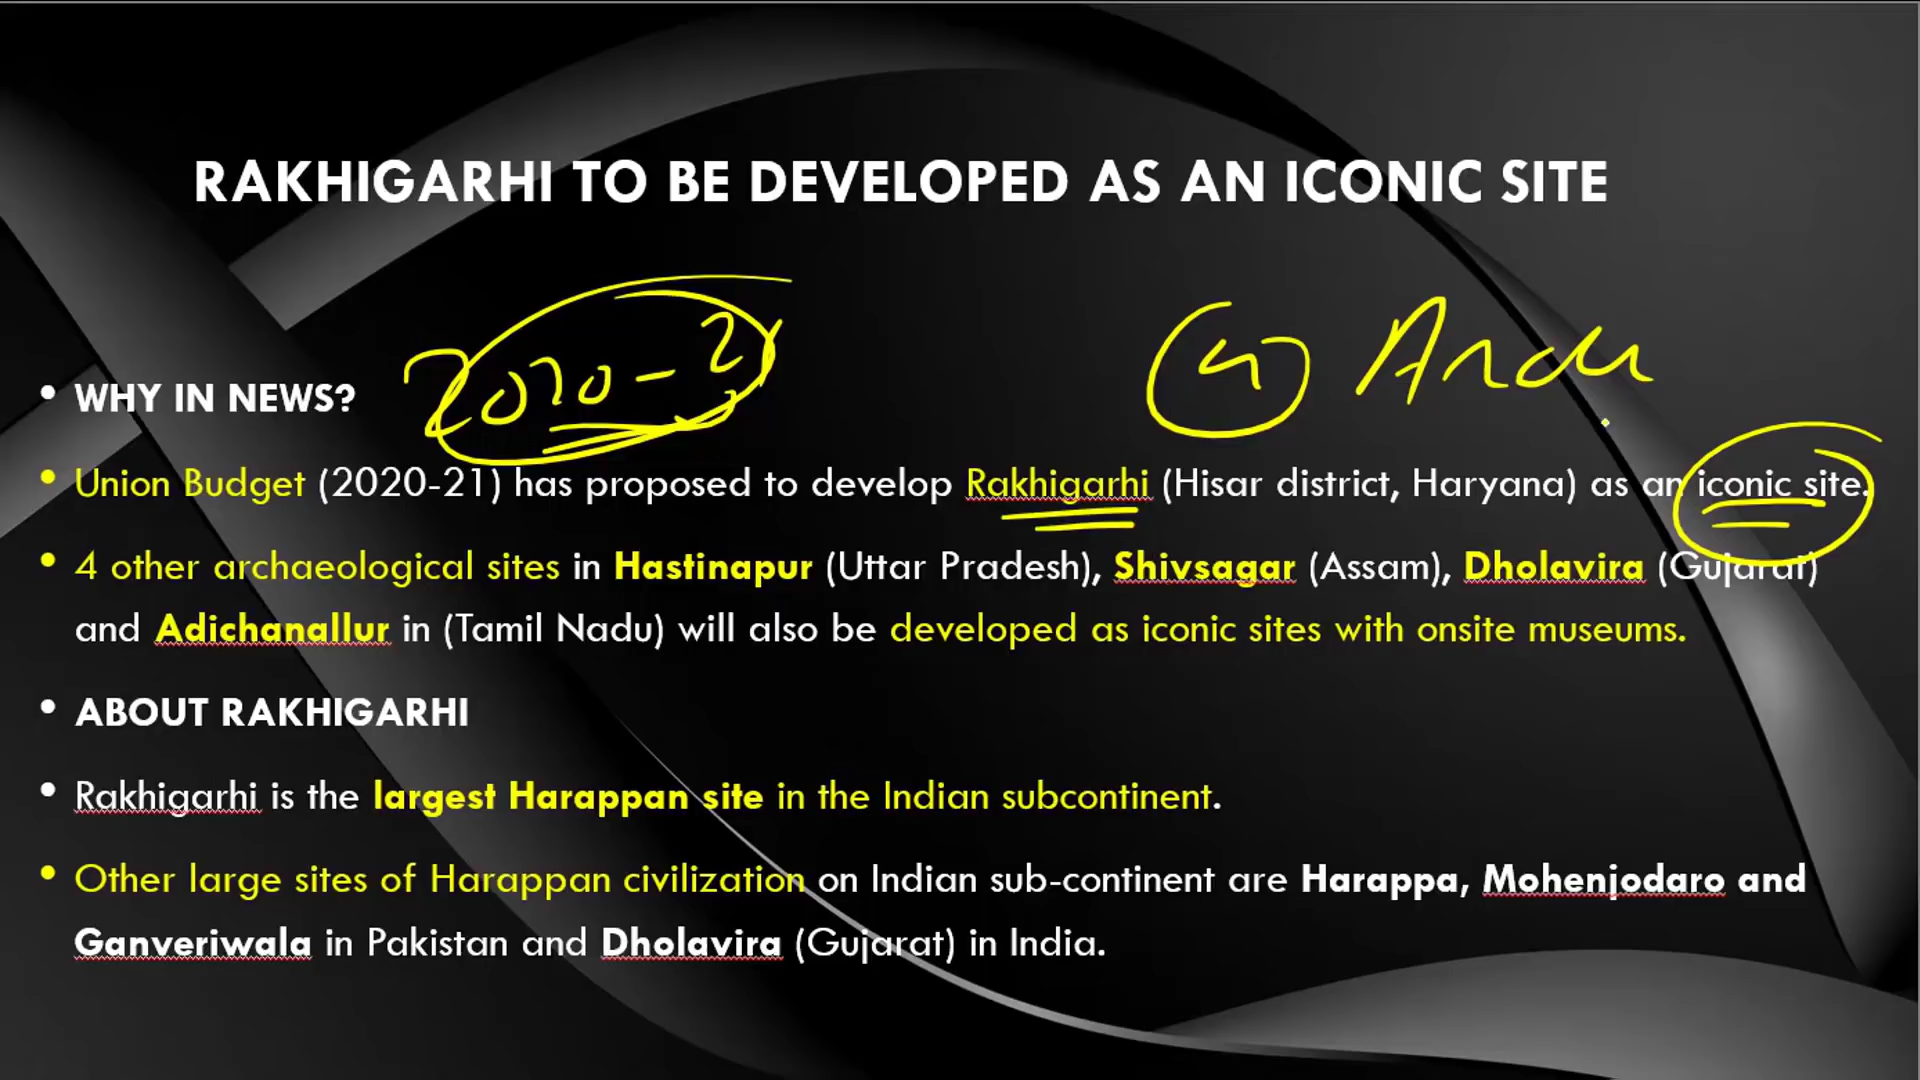 RAKHIGARHI TO BE DEVELOPED AS AN ICONIC SITE
2020-2
4
• WHY IN NEWS?
• Union Budget (2020-21) has proposed to develop Rakhigarhi (Hisar district, Haryana) as an iconic site.
• 4 other archaeological sites in Hastinapur (Uttar Pradesh), Shivsagar (Assam), Dholavira (Gujarat)
and Adichanallur in (Tamil Nadu) will also be developed as iconic sites with onsite museums.
• ABOUT RAKHIGARHI
• Rakhigarhi is the largest Harappan site in the Indian subcontinent.
• Other large sites of Harappan civilization on Indian sub-continent are Harappa, Mohenjodaro and
Ganveriwala in Pakistan and Dholavira (Gujarat) in India.